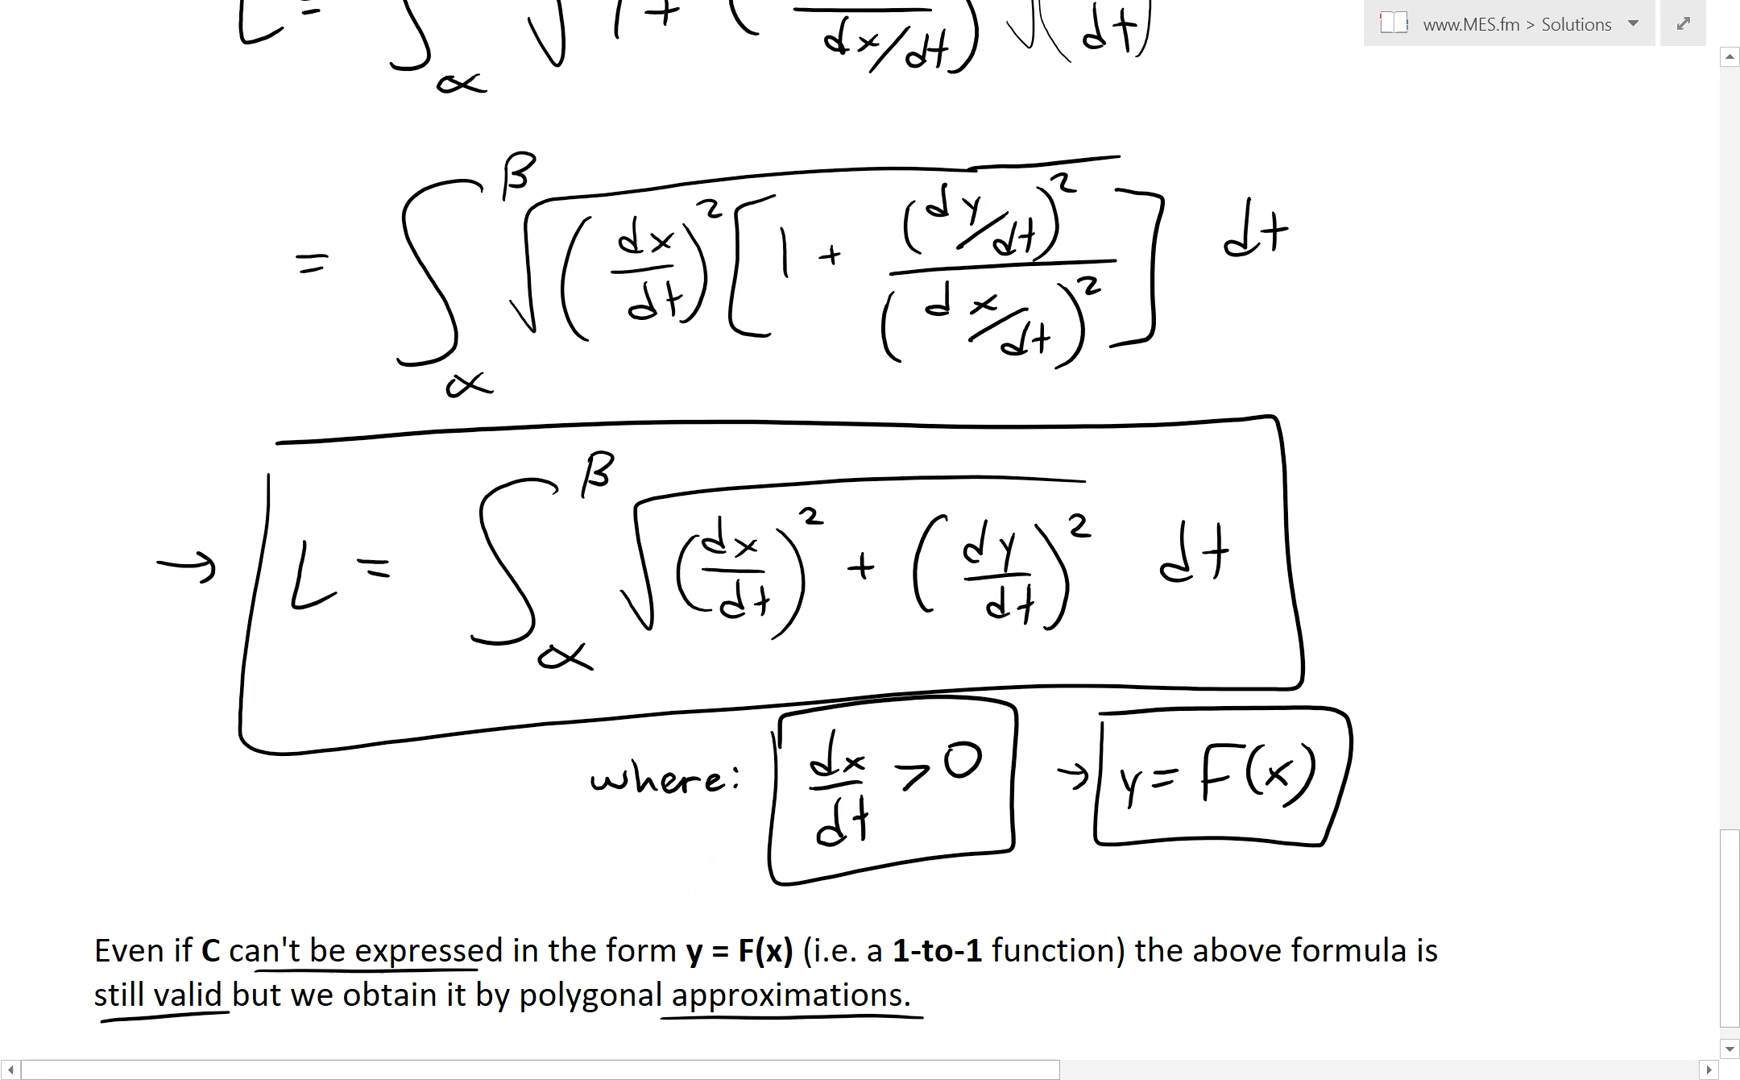 www.MES.fm > Solutions
L = ∫_α √(1 + ( / dx/dt) √( dt)
= ∫_α^β √((dx/dt)² [1 + (dy/dt)² / (dx/dt)²]) dt
→ L = ∫_α^β √((dx/dt)² + (dy/dt)²) dt
where: dx/dt > 0 → y = F(x)
Even if C can't be expressed in the form y = F(x) (i.e. a 1-to-1 function) the above formula is
still valid but we obtain it by polygonal approximations.